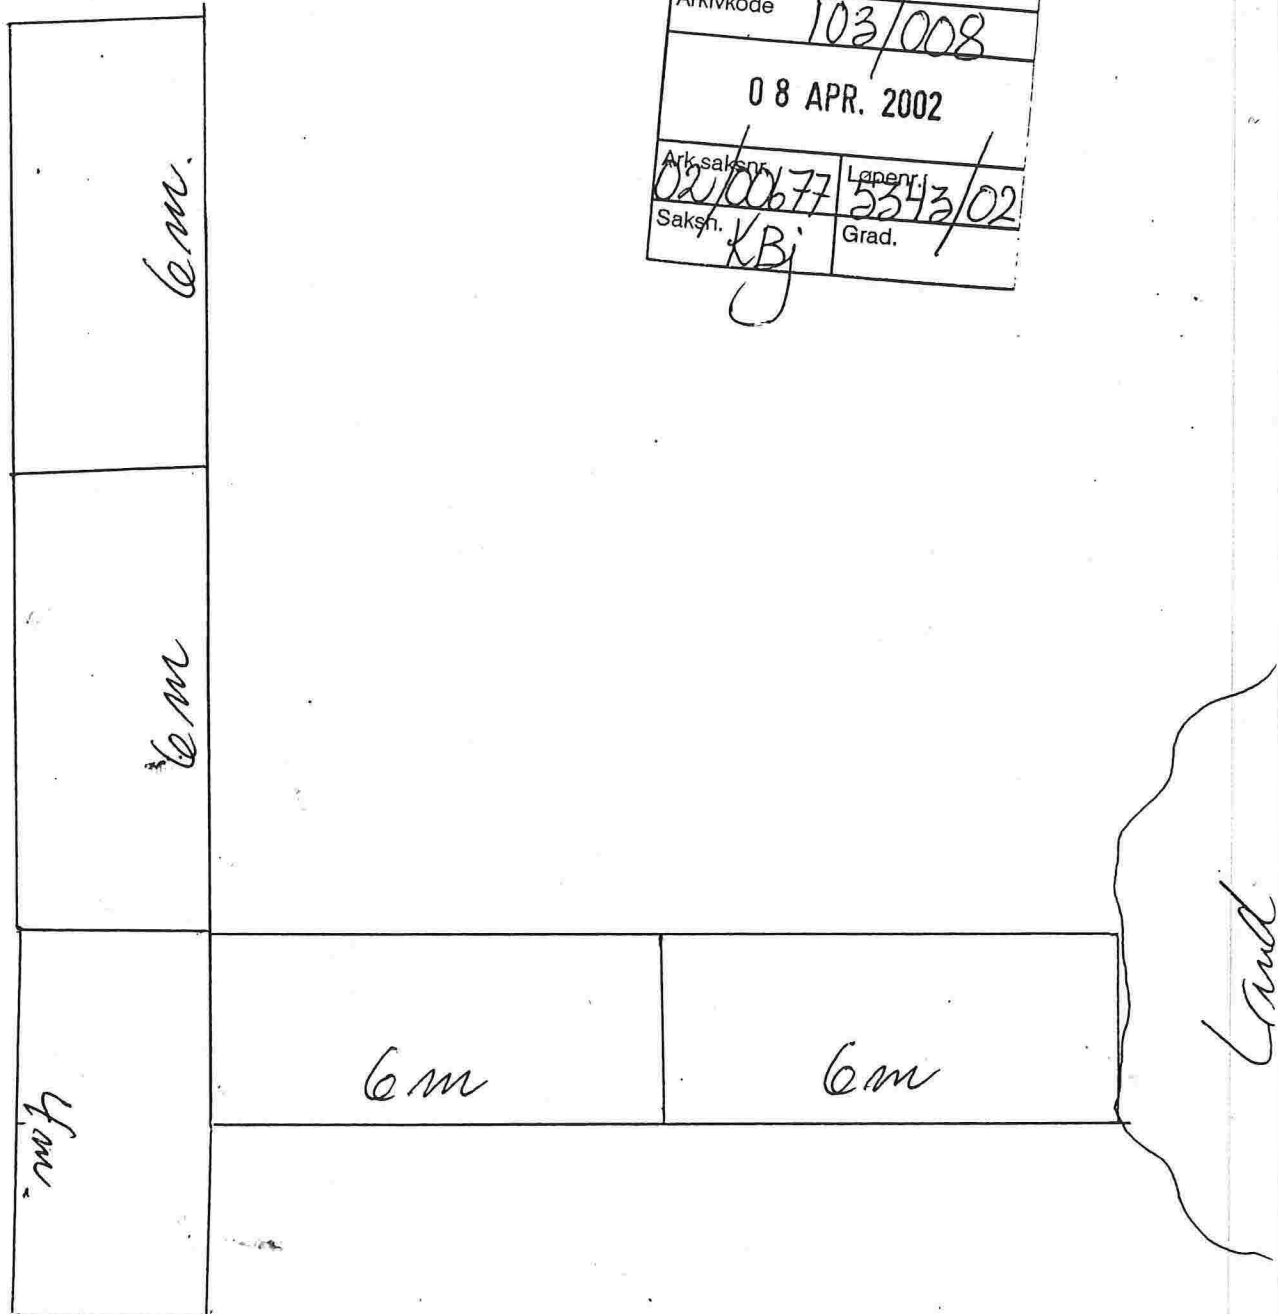 Arkivkode 103/008
08 APR. 2002
Ark.saksnr. Løpenr.
02/00677 5343/02
Saksh. KBj Grad.
6m.
6m
6m 6m
4m.
Land